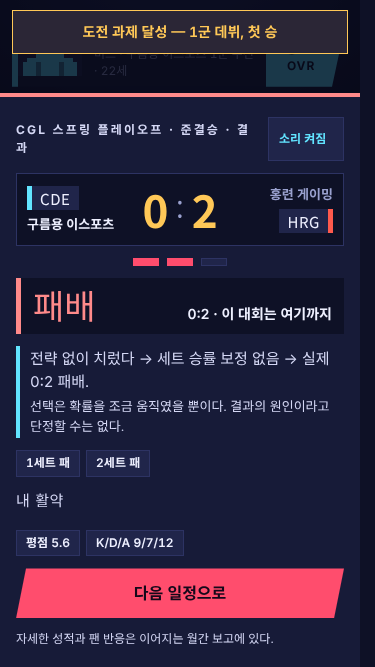 도전 과제 달성 — 1군 데뷔, 첫 승
· 22세
OVR
CGL 스프링 플레이오프 · 준결승 · 결
과
소리 켜짐
CDE
구름용 이스포츠
0 : 2
홍련 게이밍
HRG
패배
0:2 · 이 대회는 여기까지
전략 없이 치렀다 → 세트 승률 보정 없음 → 실제
0:2 패배.
선택은 확률을 조금 움직였을 뿐이다. 결과의 원인이라고
단정할 수는 없다.
1세트 패
2세트 패
내 활약
평점 5.6
K/D/A 9/7/12
다음 일정으로
자세한 성적과 팬 반응은 이어지는 월간 보고에 있다.